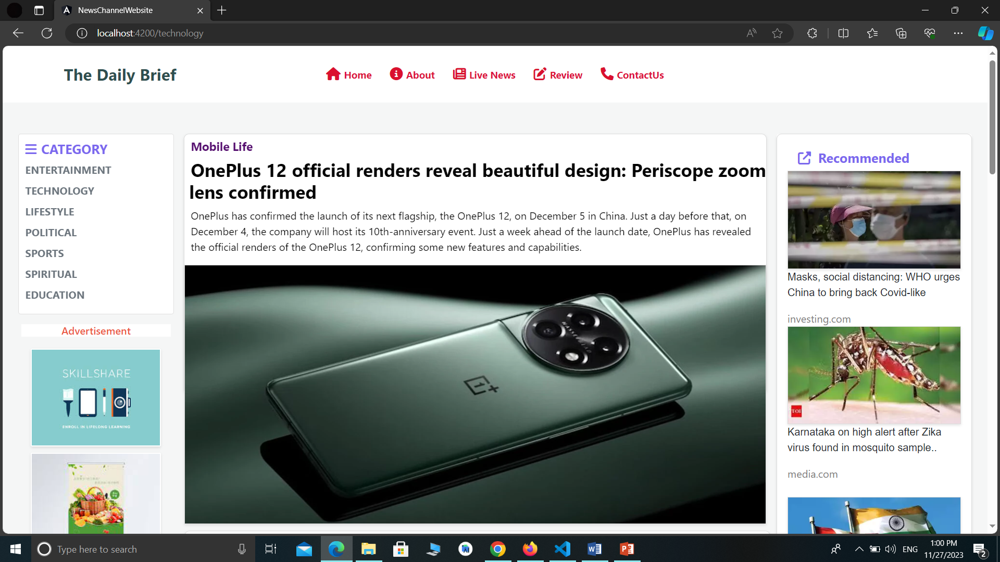 NewsChannelWebsite
localhost:4200/technology
The Daily Brief
Home
About
Live News
Review
ContactUs
CATEGORY
ENTERTAINMENT
TECHNOLOGY
LIFESTYLE
POLITICAL
SPORTS
SPIRITUAL
EDUCATION
Advertisement
SKILLSHARE
ENROLL IN LIFELONG LEARNING
Mobile Life
OnePlus 12 official renders reveal beautiful design: Periscope zoom
lens confirmed
OnePlus has confirmed the launch of its next flagship, the OnePlus 12, on December 5 in China. Just a day before that, on
December 4, the company will host its 10th-anniversary event. Just a week ahead of the launch date, OnePlus has revealed
the official renders of the OnePlus 12, confirming some new features and capabilities.
HASSELBLAD
Recommended
Masks, social distancing: WHO urges
China to bring back Covid-like
investing.com
TOI
Karnataka on high alert after Zika
virus found in mosquito sample..
media.com
Type here to search
ENG
1:00 PM
11/27/2023
2